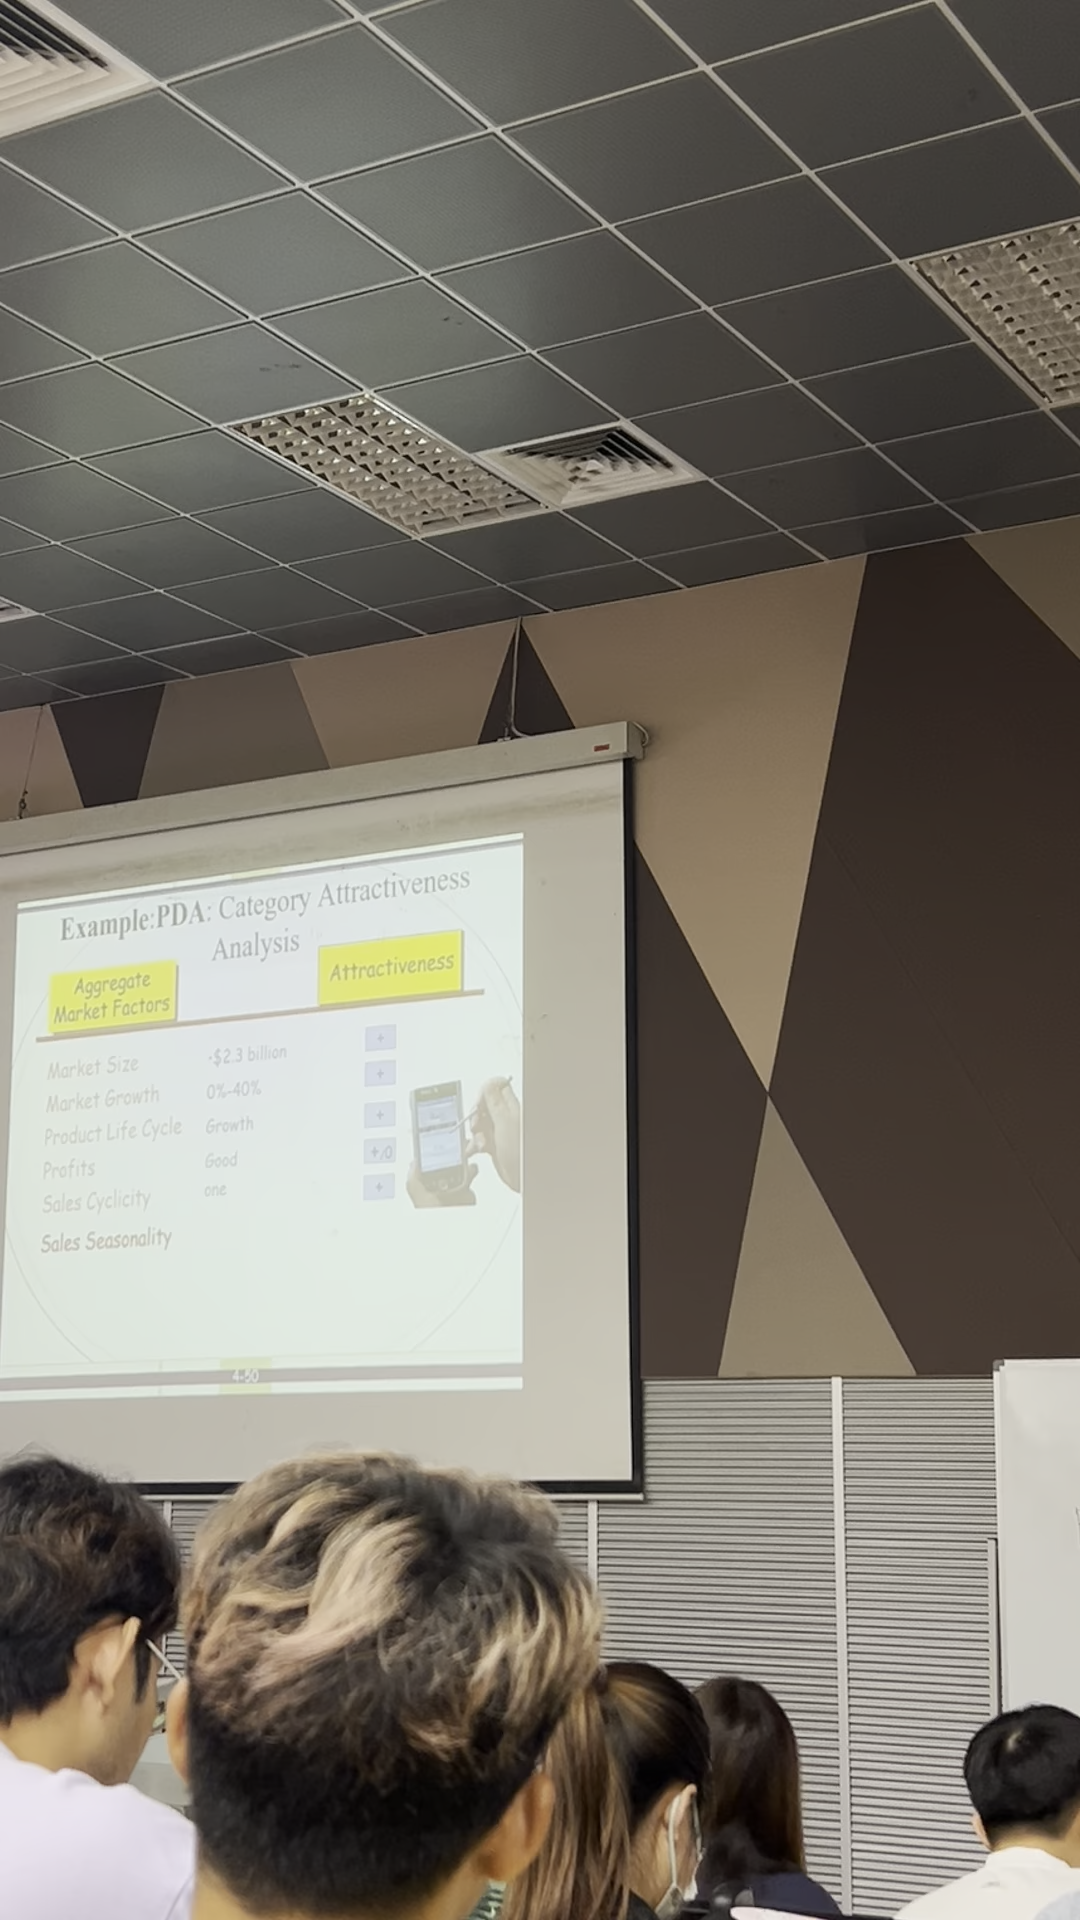 Example:PDA: Category Attractiveness
Analysis
Aggregate
Market Factors
Attractiveness
Market Size -$2.3 billion +
Market Growth 0%-40% +
Product Life Cycle Growth +
Profits Good +/0
Sales Cyclicity one +
Sales Seasonality
4-50